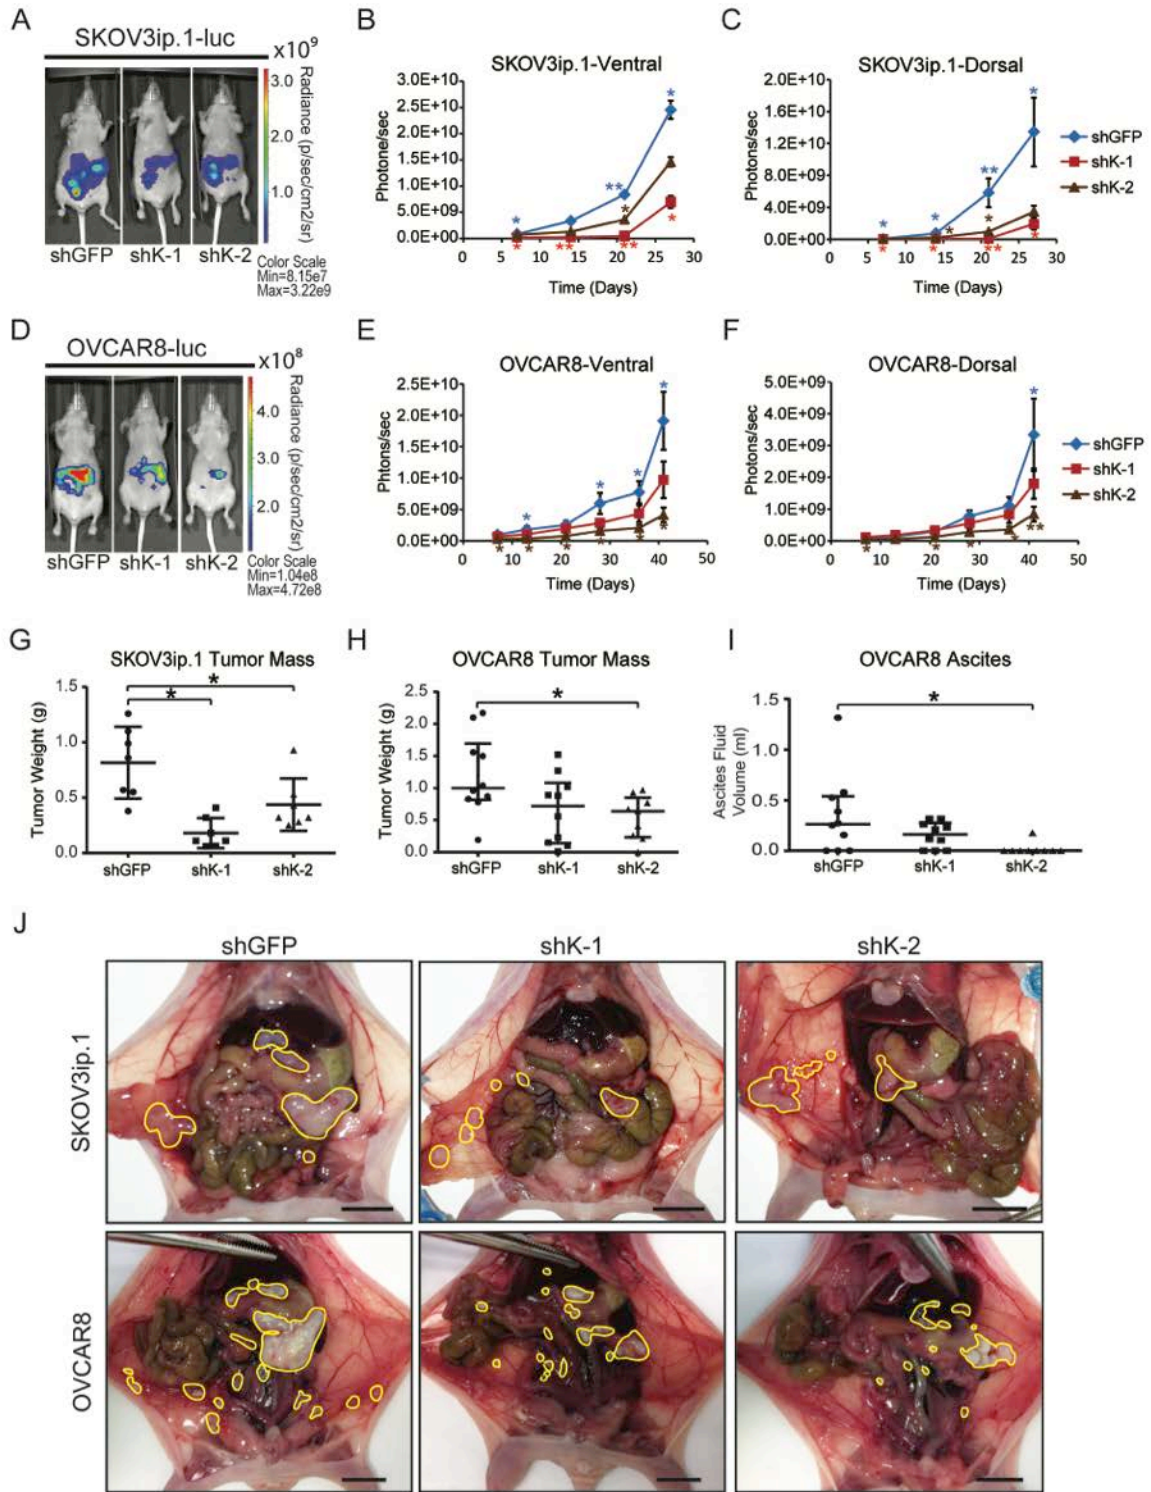 A
SKOV3ip.1-luc
x10^9
3.0
2.0
1.0
Radiance (p/sec/cm2/sr)
shGFP
shK-1
shK-2
Color Scale
Min=8.15e7
Max=3.22e9
B
SKOV3ip.1-Ventral
3.0E+10
2.5E+10
2.0E+10
1.5E+10
1.0E+10
5.0E+09
0.0E+00
Photone/sec
*
**
*
*
*
**
**
*
0 5 10 15 20 25 30
Time (Days)
C
SKOV3ip.1-Dorsal
2.0E+10
1.6E+10
1.2E+10
8.0E+09
4.0E+09
0.0E+00
Photons/sec
*
**
*
*
*
*
*
*
**
*
0 5 10 15 20 25 30
Time (Days)
shGFP
shK-1
shK-2
D
OVCAR8-luc
x10^8
4.0
3.0
2.0
Radiance (p/sec/cm2/sr)
shGFP
shK-1
shK-2
Color Scale
Min=1.04e8
Max=4.72e8
E
OVCAR8-Ventral
2.5E+10
2.0E+10
1.5E+10
1.0E+10
5.0E+09
0.0E+00
Photons/sec
*
*
*
*
* * * * * *
0 10 20 30 40 50
Time (Days)
F
OVCAR8-Dorsal
5.0E+09
4.0E+09
3.0E+09
2.0E+09
1.0E+09
0.0E+00
Photons/sec
*
* * * * **
0 10 20 30 40 50
Time (Days)
shGFP
shK-1
shK-2
G
SKOV3ip.1 Tumor Mass
1.5
1.0
0.5
0.0
Tumor Weight (g)
*
*
shGFP shK-1 shK-2
H
OVCAR8 Tumor Mass
2.5
2.0
1.5
1.0
0.5
0.0
Tumor Weight (g)
*
shGFP shK-1 shK-2
I
OVCAR8 Ascites
1.5
1.0
0.5
0.0
Ascites Fluid
Volume (ml)
*
shGFP shK-1 shK-2
J
shGFP shK-1 shK-2
SKOV3ip.1
OVCAR8